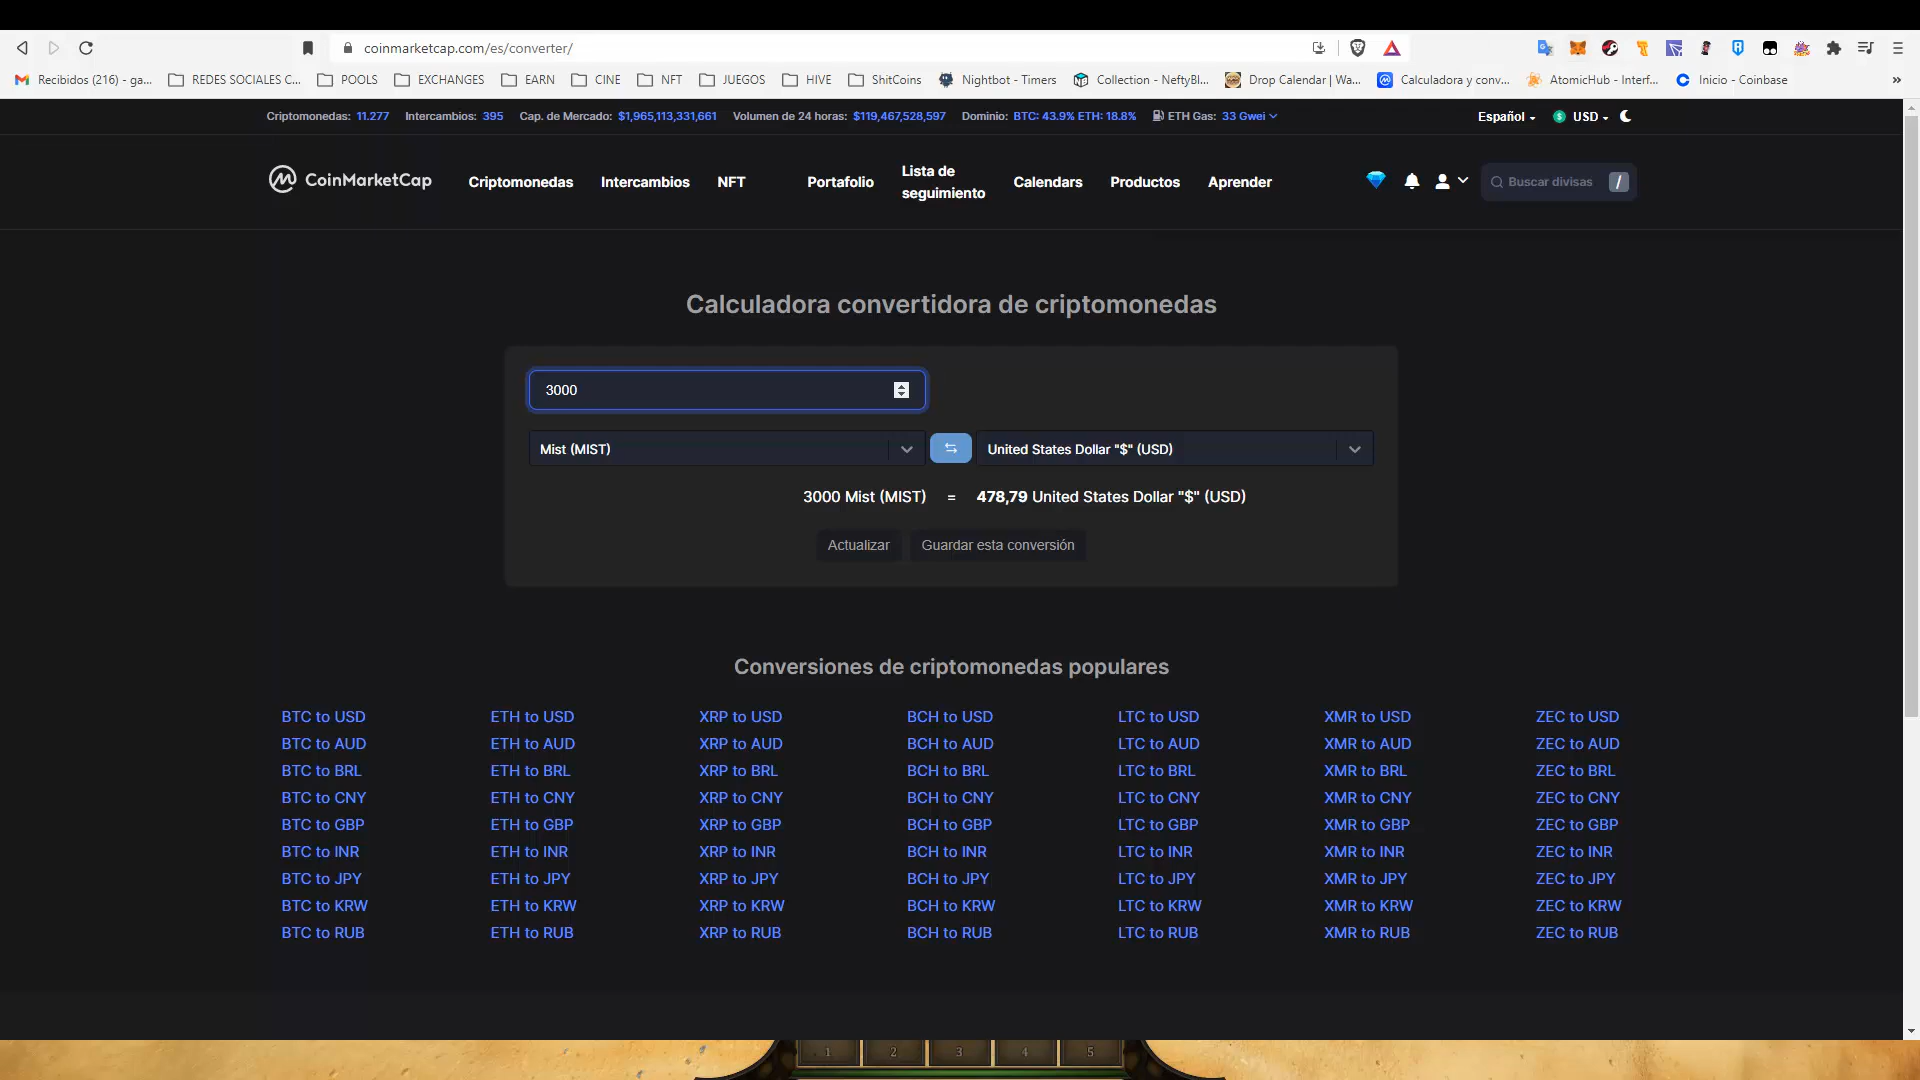 coinmarketcap.com/es/converter/
Recibidos (216) - ga... REDES SOCIALES C... POOLS EXCHANGES EARN CINE NFT JUEGOS HIVE ShitCoins Nightbot - Timers Collection - NeftyBl... Drop Calendar | Wa... Calculadora y conv... AtomicHub - Interf... Inicio - Coinbase »
Criptomonedas: 11.277 Intercambios: 395 Cap. de Mercado: $1,965,113,331,661 Volumen de 24 horas: $119,467,528,597 Dominio: BTC: 43.9% ETH: 18.8% ETH Gas: 33 Gwei Español USD
CoinMarketCap Criptomonedas Intercambios NFT Portafolio Lista de seguimiento Calendars Productos Aprender Buscar divisas /
Calculadora convertidora de criptomonedas
3000
Mist (MIST) United States Dollar "$" (USD)
3000 Mist (MIST) = 478,79 United States Dollar "$" (USD)
Actualizar Guardar esta conversión
Conversiones de criptomonedas populares
BTC to USD ETH to USD XRP to USD BCH to USD LTC to USD XMR to USD ZEC to USD
BTC to AUD ETH to AUD XRP to AUD BCH to AUD LTC to AUD XMR to AUD ZEC to AUD
BTC to BRL ETH to BRL XRP to BRL BCH to BRL LTC to BRL XMR to BRL ZEC to BRL
BTC to CNY ETH to CNY XRP to CNY BCH to CNY LTC to CNY XMR to CNY ZEC to CNY
BTC to GBP ETH to GBP XRP to GBP BCH to GBP LTC to GBP XMR to GBP ZEC to GBP
BTC to INR ETH to INR XRP to INR BCH to INR LTC to INR XMR to INR ZEC to INR
BTC to JPY ETH to JPY XRP to JPY BCH to JPY LTC to JPY XMR to JPY ZEC to JPY
BTC to KRW ETH to KRW XRP to KRW BCH to KRW LTC to KRW XMR to KRW ZEC to KRW
BTC to RUB ETH to RUB XRP to RUB BCH to RUB LTC to RUB XMR to RUB ZEC to RUB
1 2 3 4 5